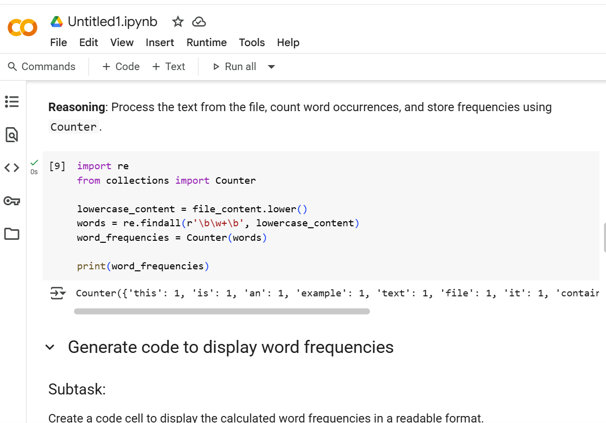 Untitled1.ipynb
File Edit View Insert Runtime Tools Help
Commands + Code + Text Run all
Reasoning: Process the text from the file, count word occurrences, and store frequencies using
Counter.
[9] import re
0s
from collections import Counter
lowercase_content = file_content.lower()
words = re.findall(r'\b\w+\b', lowercase_content)
word_frequencies = Counter(words)
print(word_frequencies)
Counter({'this': 1, 'is': 1, 'an': 1, 'example': 1, 'text': 1, 'file': 1, 'it': 1, 'contain
Generate code to display word frequencies
Subtask:
Create a code cell to display the calculated word frequencies in a readable format.